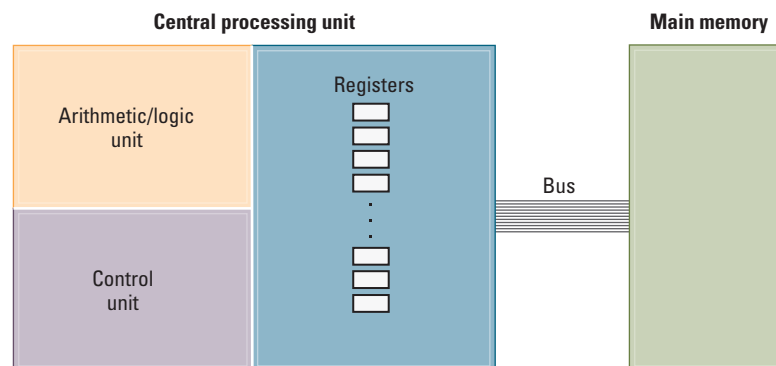 Central processing unit
Main memory
Arithmetic/logic
unit
Registers
Bus
Control
unit